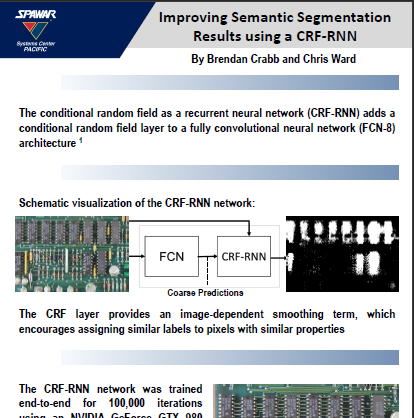 SPAWAR
Systems Center
PACIFIC
Improving Semantic Segmentation
Results using a CRF-RNN
By Brendan Crabb and Chris Ward
The conditional random field as a recurrent neural network (CRF-RNN) adds a
conditional random field layer to a fully convolutional neural network (FCN-8)
architecture 1
Schematic visualization of the CRF-RNN network:
FCN
CRF-RNN
Coarse Predictions
The CRF layer provides an image-dependent smoothing term, which
encourages assigning similar labels to pixels with similar properties
The CRF-RNN network was trained
end-to-end for 100,000 iterations
using an NVIDIA GeForce GTX 980